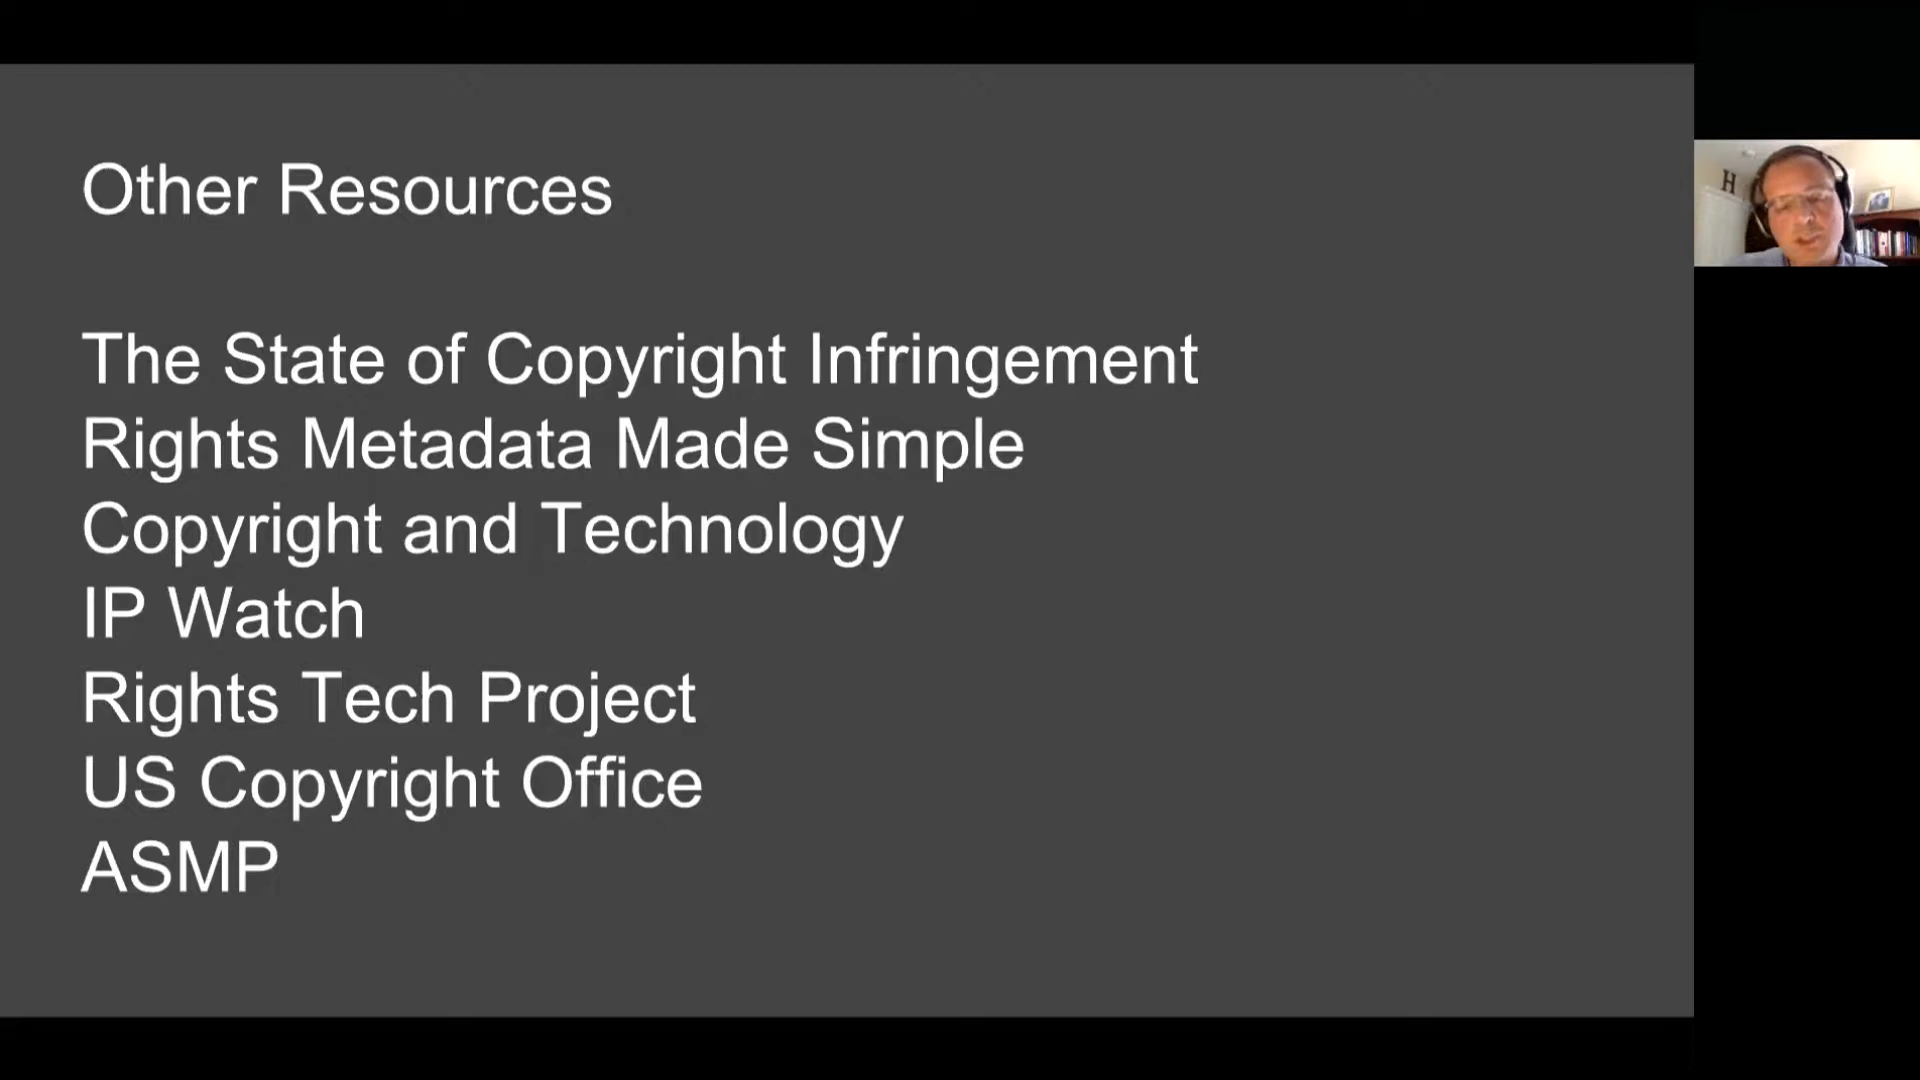 Other Resources
The State of Copyright Infringement
Rights Metadata Made Simple
Copyright and Technology
IP Watch
Rights Tech Project
US Copyright Office
ASMP
H